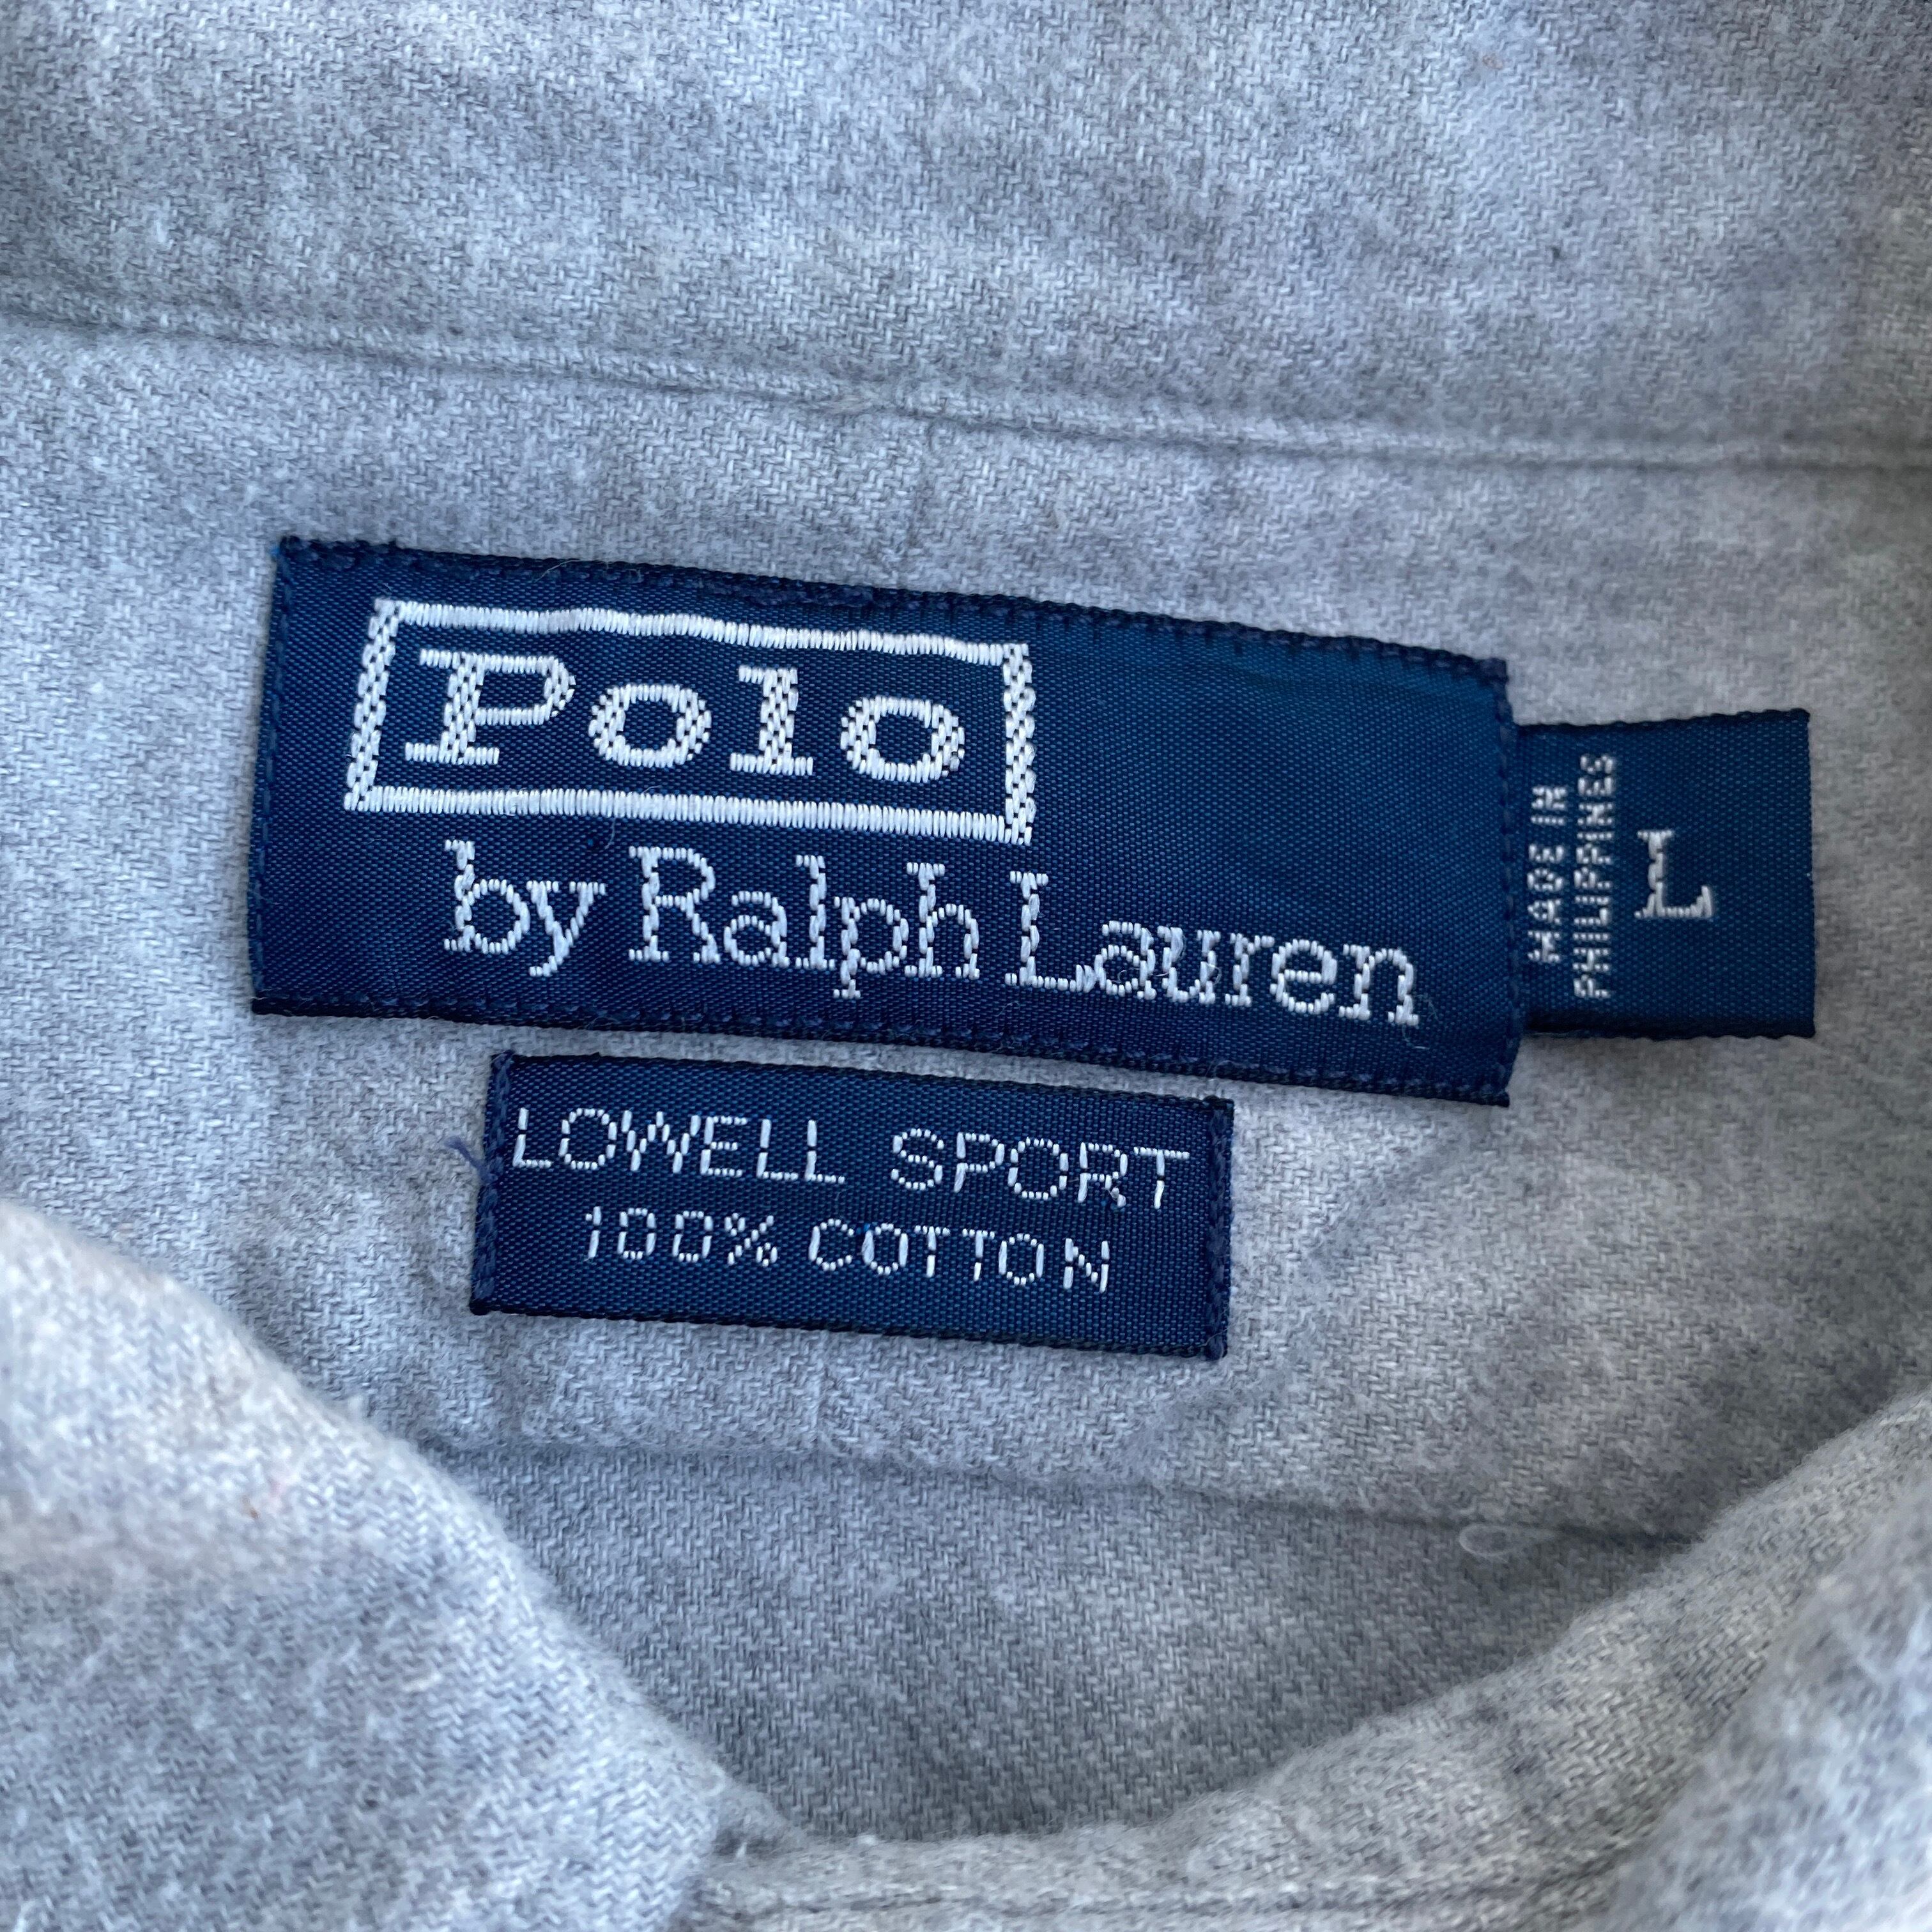 Polo
by Ralph Lauren
MADE IN
PHILIPPINES
L
LOWELL SPORT
100% COTTON